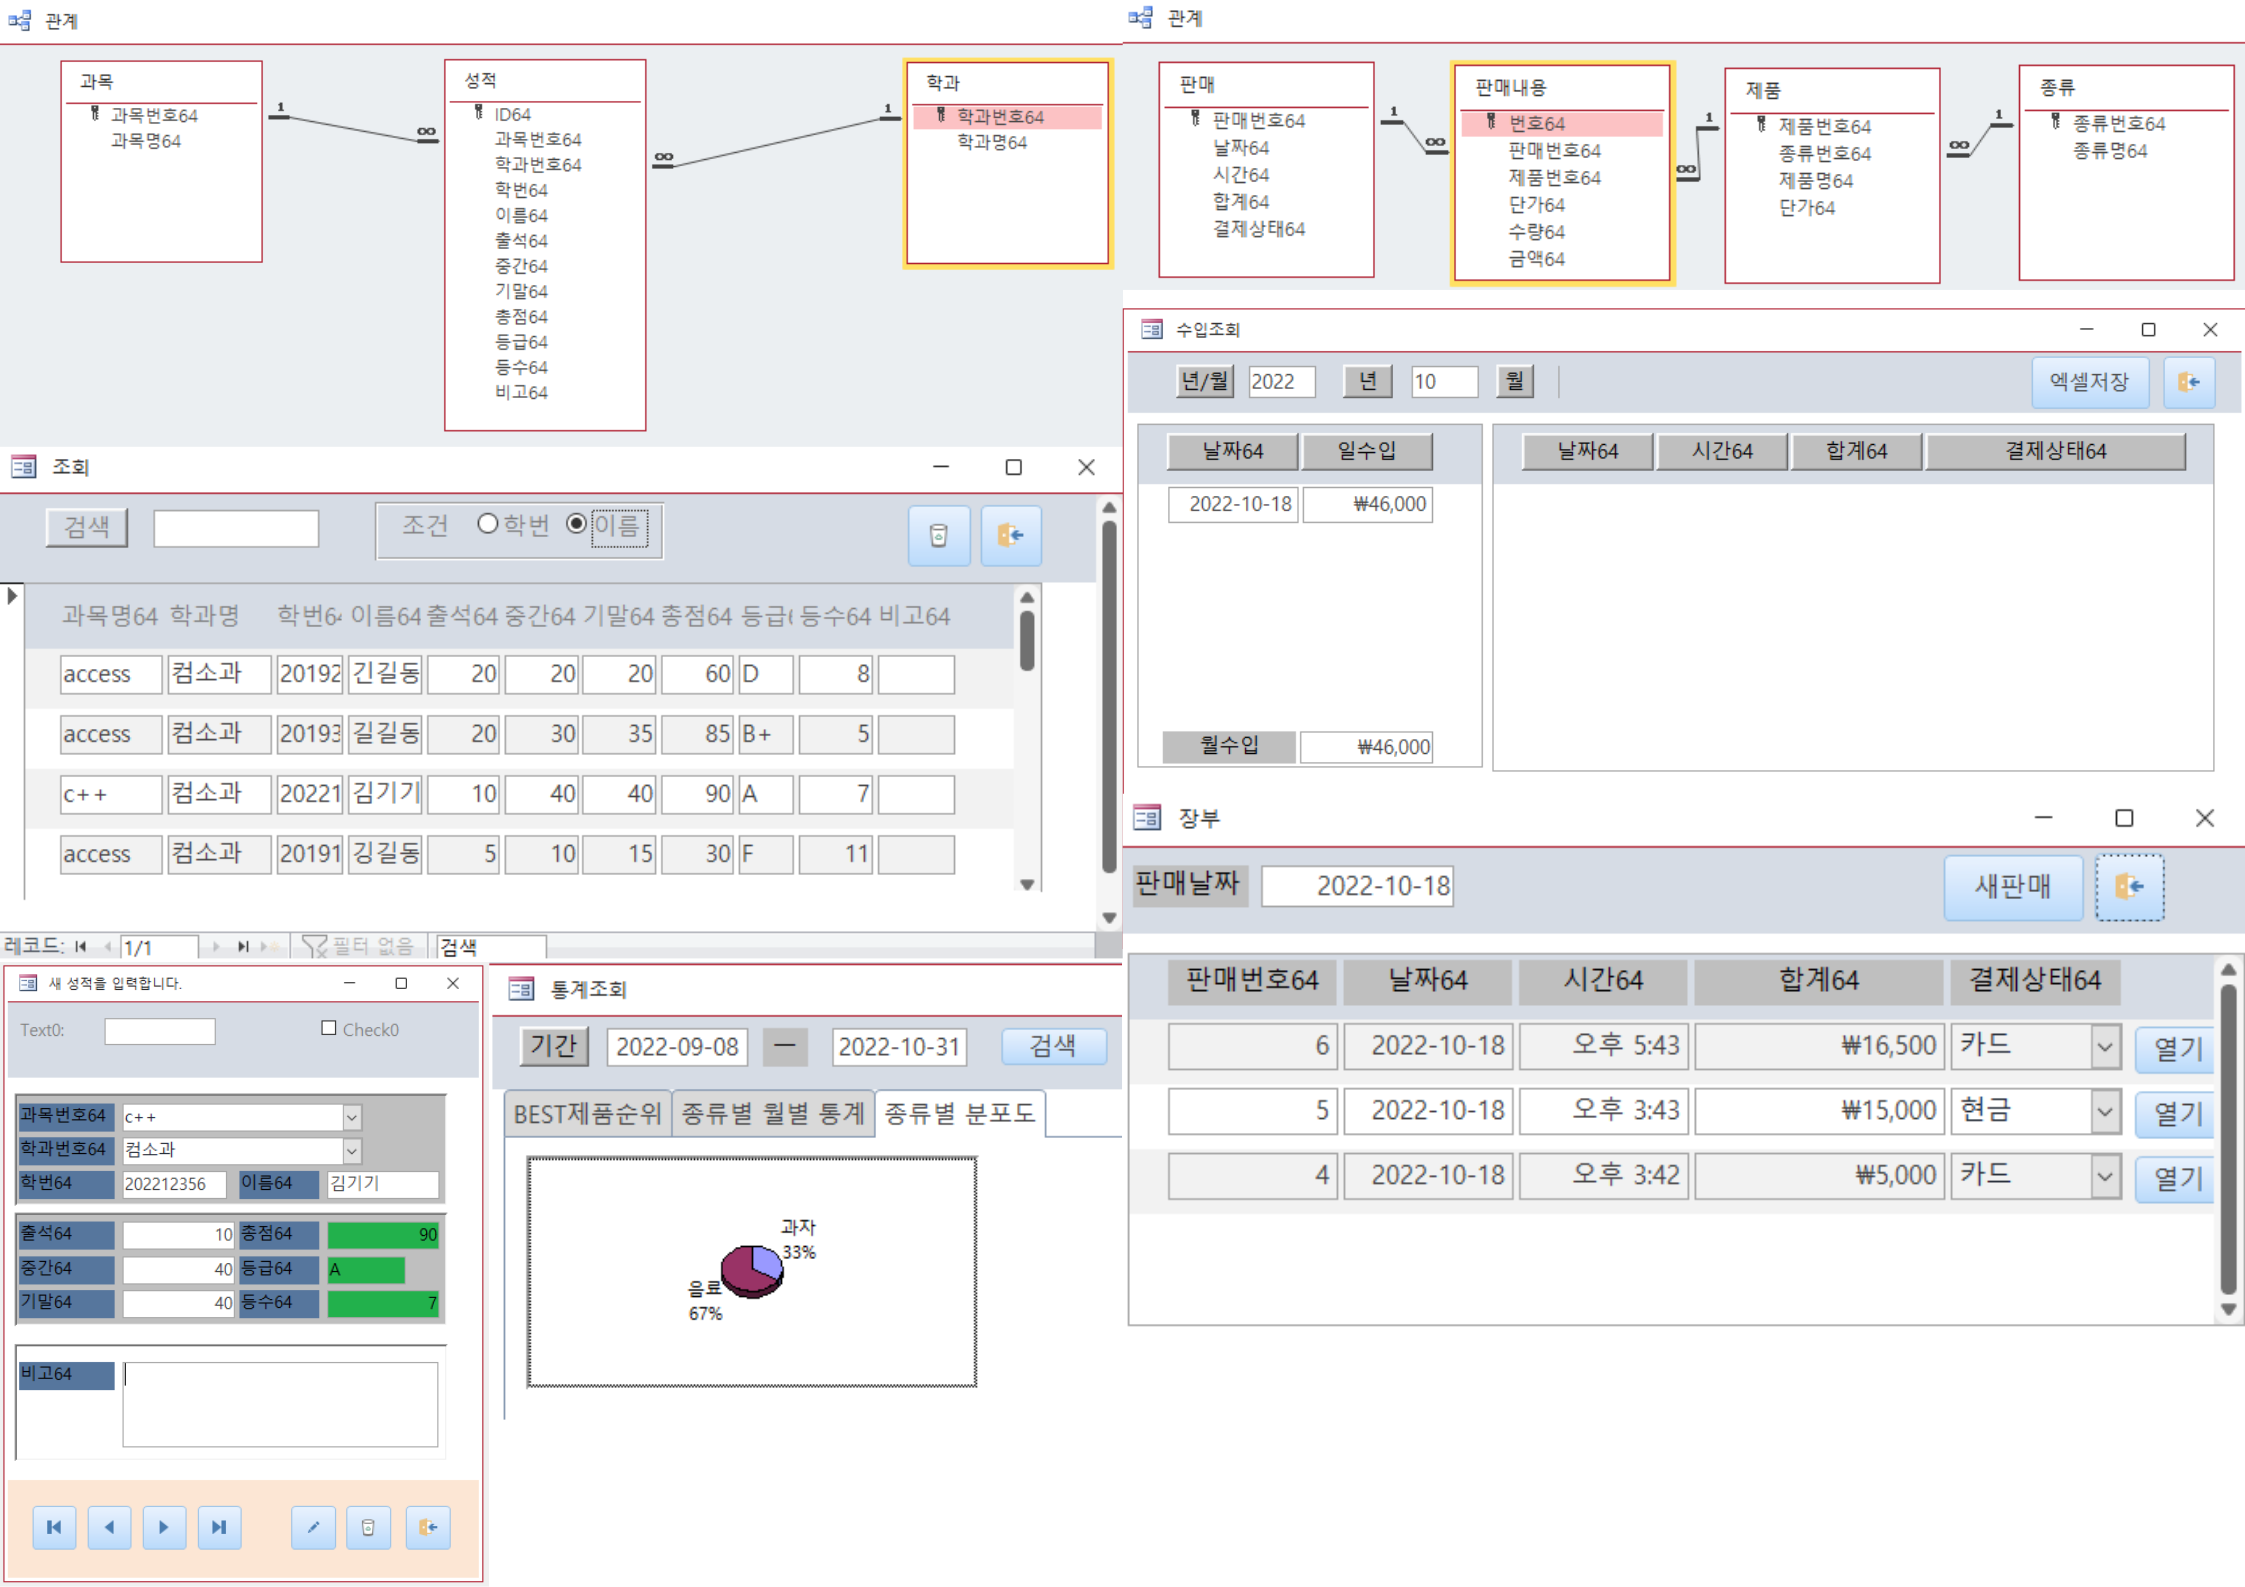 관계
과목
과목번호64
과목명64
1
∞
성적
ID64
과목번호64
학과번호64
학번64
이름64
출석64
중간64
기말64
총점64
등급64
등수64
비고64
∞
1
학과
학과번호64
학과명64
관계
판매
판매번호64
날짜64
시간64
합계64
결제상태64
1
∞
판매내용
번호64
판매번호64
제품번호64
단가64
수량64
금액64
1
∞
제품
제품번호64
종류번호64
제품명64
단가64
1
∞
종류
종류번호64
종류명64
수입조회
년/월 2022 년 10 월 엑셀저장
날짜64 일수입
2022-10-18 ₩46,000
월수입 ₩46,000
날짜64 시간64 합계64 결제상태64
조회
검색 조건 학번 이름
과목명64 학과명 학번64 이름64 출석64 중간64 기말64 총점64 등급 등수64 비고64
access 컴소과 20192 긴길동 20 20 20 60 D 8
access 컴소과 20193 길길동 20 30 35 85 B+ 5
c++ 컴소과 20221 김기기 10 40 40 90 A 7
access 컴소과 20191 깅길동 5 10 15 30 F 11
레코드: 1/1 필터 없음 검색
장부
판매날짜 2022-10-18 새판매
판매번호64 날짜64 시간64 합계64 결제상태64
6 2022-10-18 오후 5:43 ₩16,500 카드 열기
5 2022-10-18 오후 3:43 ₩15,000 현금 열기
4 2022-10-18 오후 3:42 ₩5,000 카드 열기
새 성적을 입력합니다.
Text0: Check0
과목번호64 c++
학과번호64 컴소과
학번64 202212356 이름64 김기기
출석64 10 총점64 90
중간64 40 등급64 A
기말64 40 등수64 7
비고64
통계조회
기간 2022-09-08 — 2022-10-31 검색
BEST제품순위 종류별 월별 통계 종류별 분포도
과자
33%
음료
67%